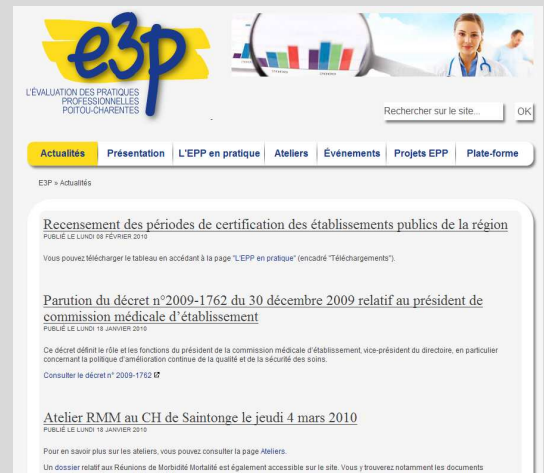 e3p
L'ÉVALUATION DES PRATIQUES
PROFESSIONNELLES
POITOU-CHARENTES
Rechercher sur le site...
OK
Actualités Présentation L'EPP en pratique Ateliers Événements Projets EPP Plate-forme
E3P » Actualités
Recensement des périodes de certification des établissements publics de la région
PUBLIÉ LE LUNDI 08 FÉVRIER 2010
Vous pouvez télécharger le tableau en accédant à la page "L'EPP en pratique" (encadré "Téléchargements").
Parution du décret n°2009-1762 du 30 décembre 2009 relatif au président de
commission médicale d'établissement
PUBLIÉ LE LUNDI 18 JANVIER 2010
Ce décret définit le rôle et les fonctions du président de la commission médicale d'établissement, vice-président du directoire, en particulier
concernant la politique d'amélioration continue de la qualité et de la sécurité des soins.
Consulter le décret n° 2009-1762
Atelier RMM au CH de Saintonge le jeudi 4 mars 2010
PUBLIÉ LE LUNDI 18 JANVIER 2010
Pour en savoir plus sur les ateliers, vous pouvez consulter la page Ateliers.
Un dossier relatif aux Réunions de Morbidité Mortalité est également accessible sur le site. Vous y trouverez notamment les documents